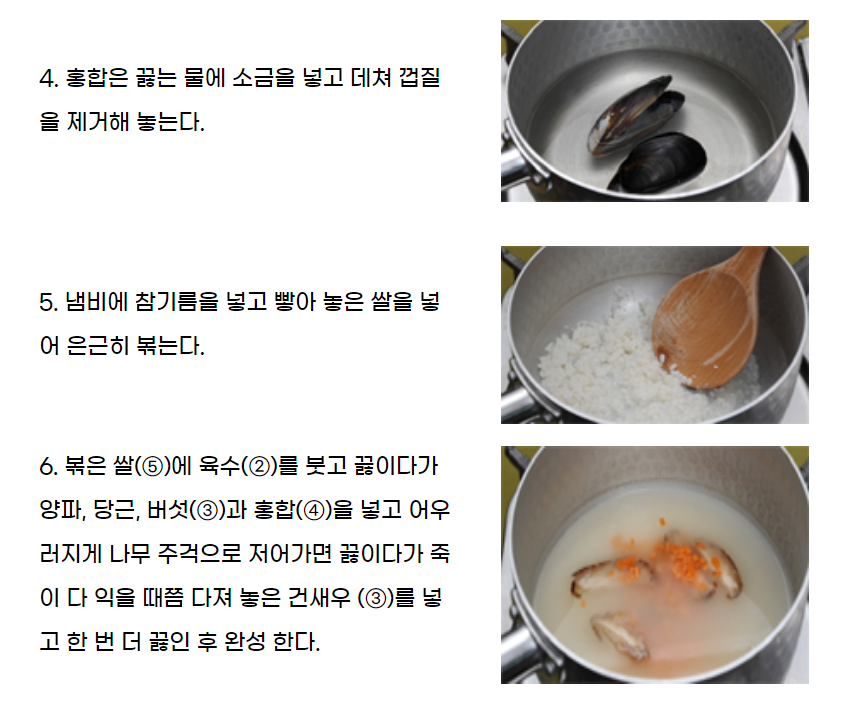 4. 홍합은 끓는 물에 소금을 넣고 데쳐 껍질
을 제거해 놓는다.
5. 냄비에 참기름을 넣고 빻아 놓은 쌀을 넣
어 은근히 볶는다.
6. 볶은 쌀(⑤)에 육수(②)를 붓고 끓이다가
양파, 당근, 버섯(③)과 홍합(④)을 넣고 어우
러지게 나무 주걱으로 저어가면 끓이다가 죽
이 다 익을 때쯤 다져 놓은 건새우 (③)를 넣
고 한 번 더 끓인 후 완성 한다.